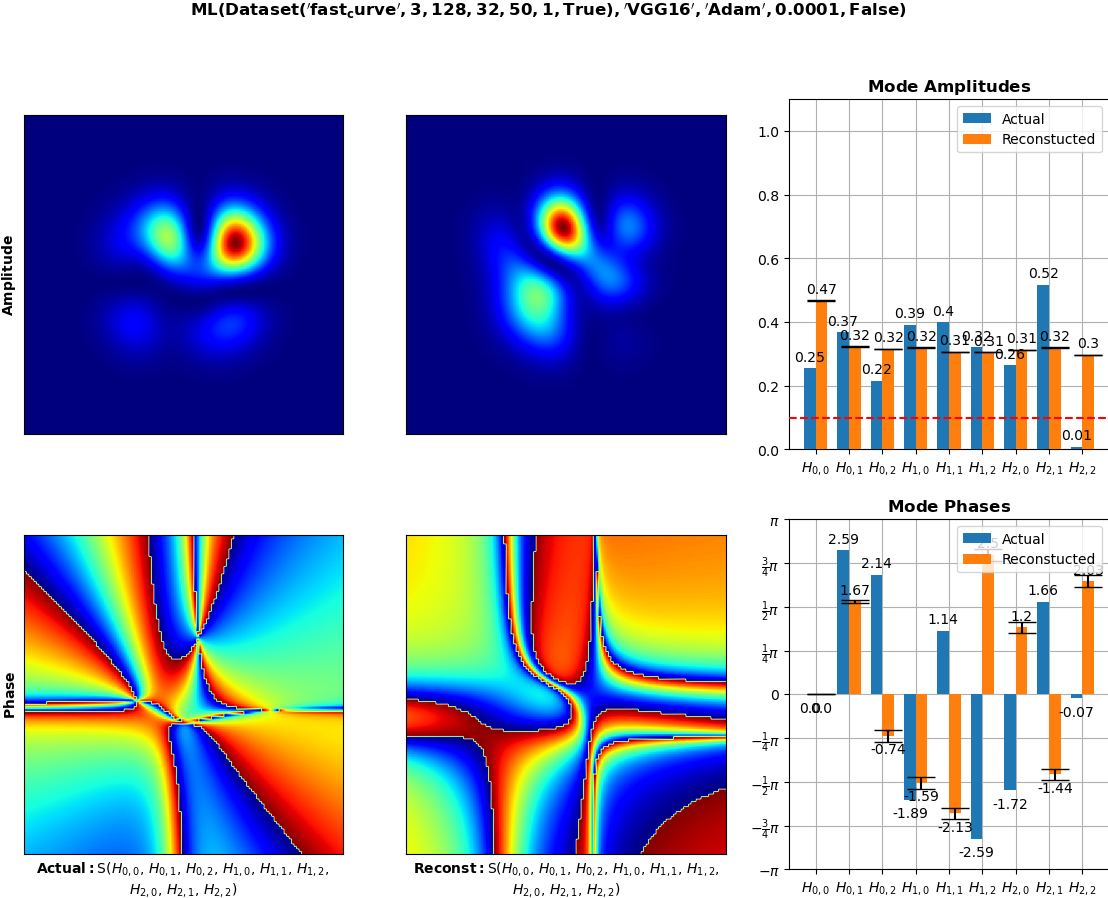 ML(Dataset('fast_curve', 3, 128, 32, 50, 1, True), 'VGG16', 'Adam', 0.0001, False)
Amplitude
Mode Amplitudes
Actual
Reconstucted
1.0
0.8
0.6
0.4
0.2
0.0
0.25
0.47
0.37
0.32
0.22
0.32
0.39
0.32
0.4
0.31
0.32
0.31
0.26
0.31
0.52
0.32
0.01
0.3
H0,0 H0,1 H0,2 H1,0 H1,1 H1,2 H2,0 H2,1 H2,2
Phase
Actual: S(H0,0, H0,1, H0,2, H1,0, H1,1, H1,2,
H2,0, H2,1, H2,2)
Reconst: S(H0,0, H0,1, H0,2, H1,0, H1,1, H1,2,
H2,0, H2,1, H2,2)
Mode Phases
Actual
Reconstucted
π
3/4π
1/2π
1/4π
0
−1/4π
−1/2π
−3/4π
−π
0.0
0.0
2.59
1.67
2.14
-0.74
-1.89
-1.59
1.14
-2.13
-2.59
2.5
-1.72
1.2
1.66
-1.44
-0.07
2.03
H0,0 H0,1 H0,2 H1,0 H1,1 H1,2 H2,0 H2,1 H2,2